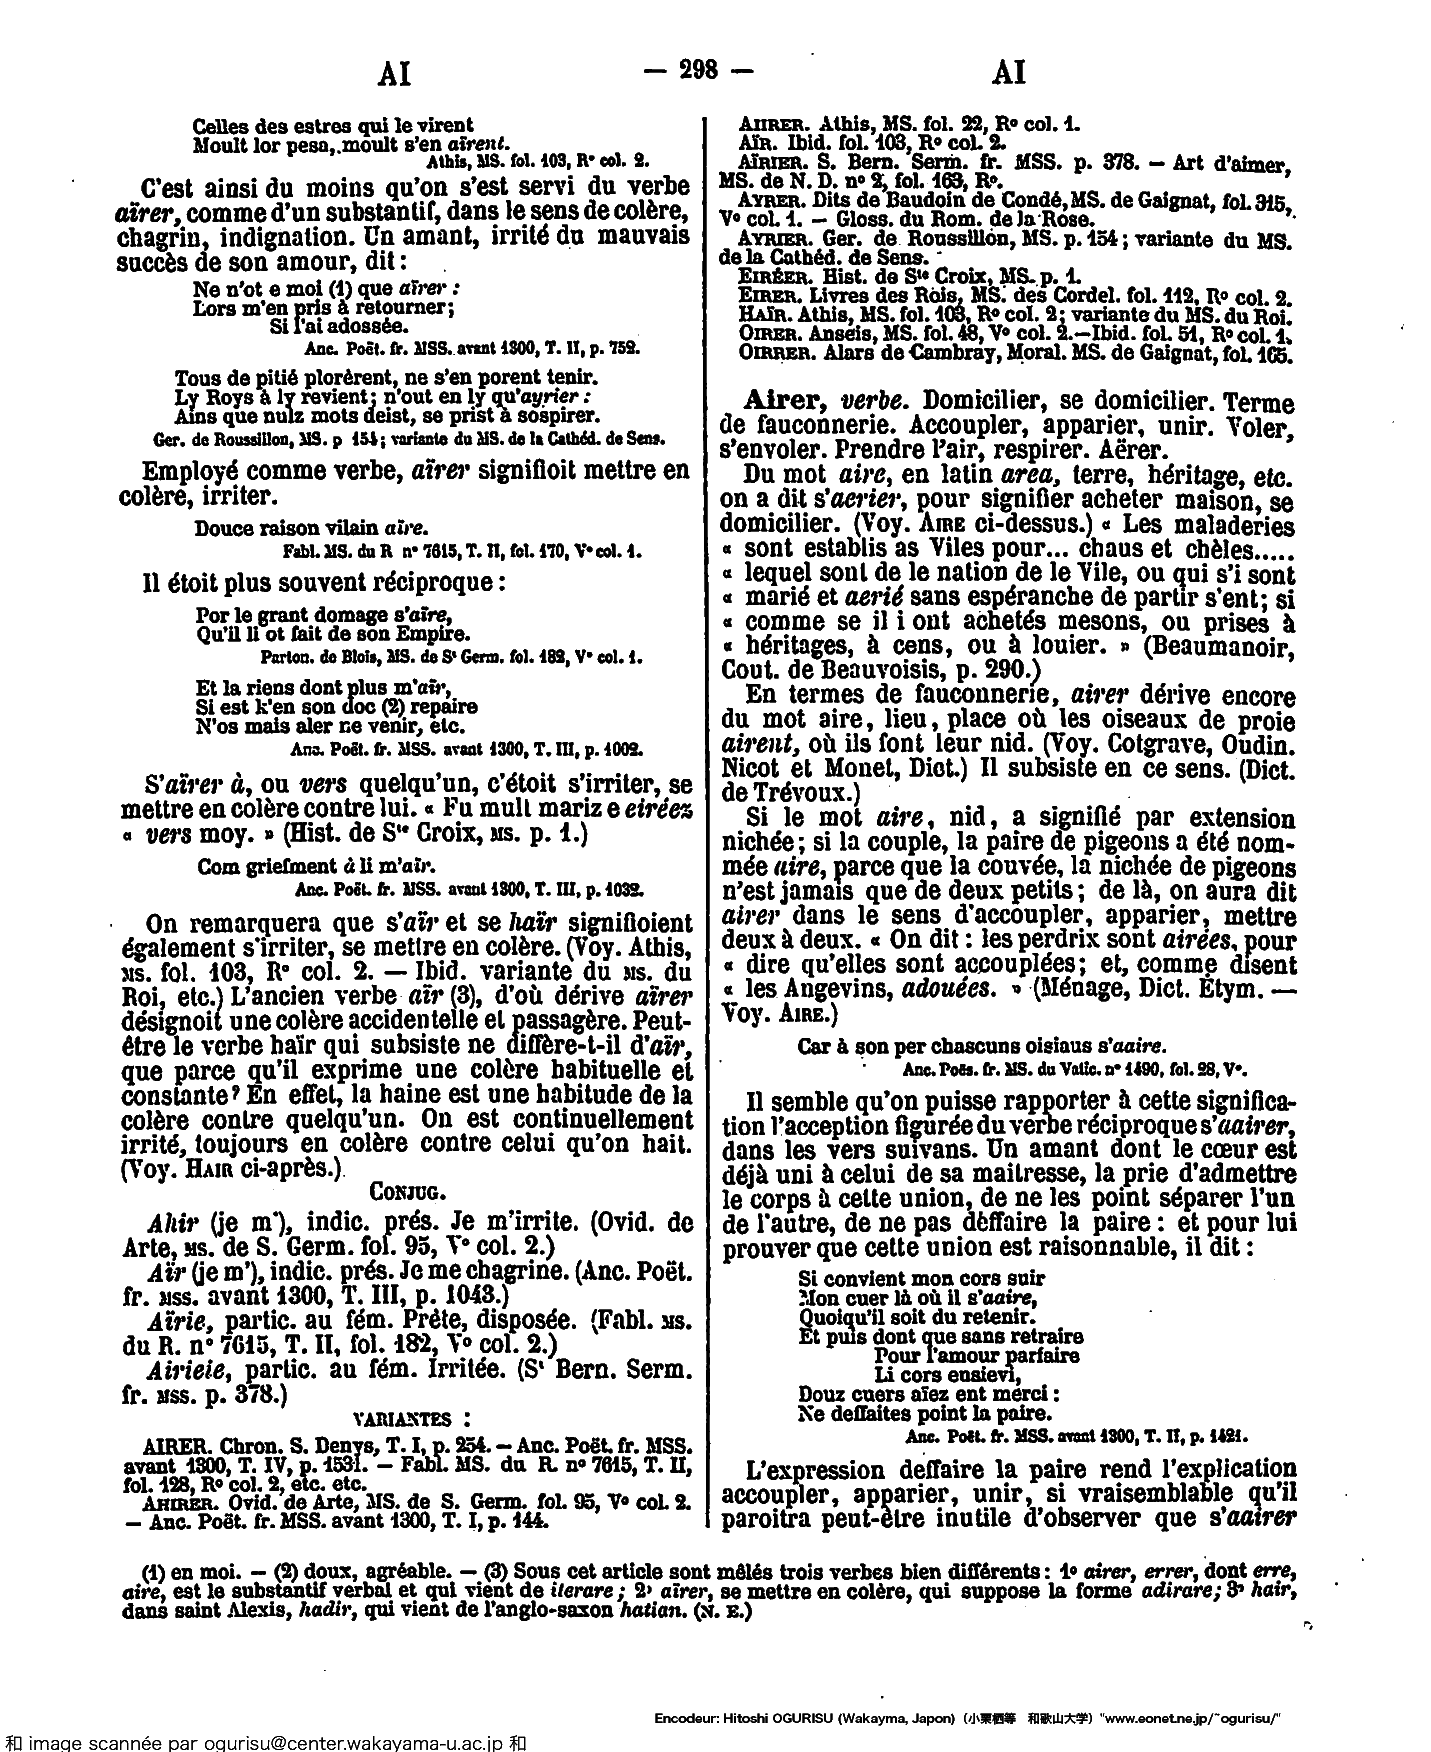 AI
— 298 —
AI
Celles des estres qui le virent
Moult lor pesa, moult s'en aïrent.
Athis, MS. fol. 103, R° col. 2.
C'est ainsi du moins qu'on s'est servi du verbe
aïrer, comme d'un substantif, dans le sens de colère,
chagrin, indignation. Un amant, irrité du mauvais
succès de son amour, dit :
Ne n'ot e moi (1) que aïrer :
Lors m'en pris à retourner;
Si l'ai adossée.
Anc. Poët. fr. MSS. avant 1300, T. II, p. 752.
Tous de pitié plorèrent, ne s'en porent tenir.
Ly Roys à ly revient; n'out en ly qu'ayrier :
Ains que nulz mots deist, se prist à sospirer.
Ger. de Roussillon, MS. p 154; variante du MS. de la Cathéd. de Sens.
Employé comme verbe, aïrer signifioit mettre en
colère, irriter.
Douce raison vilain aïre.
Fabl. MS. du R n° 7615, T. II, fol. 170, V° col. 1.
Il étoit plus souvent réciproque :
Por le grant domage s'aïre,
Qu'il li ot fait de son Empire.
Parton. de Blois, MS. de St Germ. fol. 182, V° col. 1.
Et la riens dont plus m'aïr,
Si est k'en son doc (2) repaire
N'os mais aler ne venir, etc.
Anc. Poët. fr. MSS. avant 1300, T. III, p. 1002.
S'aïrer à, ou vers quelqu'un, c'étoit s'irriter, se
mettre en colère contre lui. « Fu mult mariz e eiréez
« vers moy. » (Hist. de Ste Croix, MS. p. 1.)
Com griefment à li m'aïr.
Anc. Poët. fr. MSS. avant 1300, T. III, p. 1032.
On remarquera que s'aïr et se haïr signifioient
également s'irriter, se mettre en colère. (Voy. Athis,
MS. fol. 103, R° col. 2. — Ibid. variante du MS. du
Roi, etc.) L'ancien verbe aïr (3), d'où dérive aïrer
désignoit une colère accidentelle et passagère. Peut-
être le verbe haïr qui subsiste ne diffère-t-il d'aïr,
que parce qu'il exprime une colère habituelle et
constante? En effet, la haine est une habitude de la
colère contre quelqu'un. On est continuellement
irrité, toujours en colère contre celui qu'on hait.
(Voy. HAIR ci-après.)
CONJUG.
Ahir (je m'), indic. prés. Je m'irrite. (Ovid. de
Arte, MS. de S. Germ. fol. 95, V° col. 2.)
Aïr (je m'), indic. prés. Je me chagrine. (Anc. Poët.
fr. MSS. avant 1300, T. III, p. 1043.)
Aïrie, partic. au fém. Prête, disposée. (Fabl. MS.
du R. n° 7615, T. II, fol. 182, V° col. 2.)
Airieie, partic. au fém. Irritée. (St Bern. Serm.
fr. MSS. p. 378.)
VARIANTES :
AIRER. Chron. S. Denys, T. I, p. 254. — Anc. Poët. fr. MSS.
avant 1300, T. IV, p. 1531. — Fabl. MS. du R. n° 7615, T. II,
fol. 128, R° col. 2, etc. etc.
AHIRER. Ovid. de Arte, MS. de S. Germ. fol. 95, V° col. 2.
— Anc. Poët. fr. MSS. avant 1300, T. I, p. 144.
AIIRER. Athis, MS. fol. 22, R° col. 1.
AÏR. Ibid. fol. 103, R° col. 2.
AÏRIER. S. Bern. Serm. fr. MSS. p. 378. — Art d'aimer,
MS. de N. D. n° 2, fol. 163, R°.
AYRER. Dits de Baudoin de Condé, MS. de Gaignat, fol. 315,
V° col. 1. — Gloss. du Rom. de la Rose.
AYRIER. Ger. de Roussillon, MS. p. 154; variante du MS.
de la Cathéd. de Sens.
EIRÉER. Hist. de Ste Croix, MS. p. 1.
EIRER. Livres des Rois, MS. des Cordel. fol. 112, R° col. 2.
HAÏR. Athis, MS. fol. 103, R° col. 2; variante du MS. du Roi.
OIRER. Anseis, MS. fol. 48, V° col. 2. — Ibid. fol. 51, R° col. 1.
OIRRER. Alars de Cambray, Moral. MS. de Gaignat, fol. 165.
Airer, verbe. Domicilier, se domicilier. Terme
de fauconnerie. Accoupler, apparier, unir. Voler,
s'envoler. Prendre l'air, respirer. Aërer.
Du mot aire, en latin area, terre, héritage, etc.
on a dit s'aerier, pour signifier acheter maison, se
domicilier. (Voy. AIRE ci-dessus.) « Les maladeries
« sont establis as Viles pour... chaus et chèles.....
« lequel sont de le nation de le Vile, ou qui s'i sont
« marié et aerié sans espéranche de partir s'ent; si
« comme se il i ont achetés mesons, ou prises à
« héritages, à cens, ou à louier. » (Beaumanoir,
Cout. de Beauvoisis, p. 290.)
En termes de fauconnerie, airer dérive encore
du mot aire, lieu, place où les oiseaux de proie
airent, où ils font leur nid. (Voy. Cotgrave, Oudin.
Nicot et Monet, Dict.) Il subsiste en ce sens. (Dict.
de Trévoux.)
Si le mot aire, nid, a signifié par extension
nichée; si la couple, la paire de pigeons a été nom-
mée aire, parce que la couvée, la nichée de pigeons
n'est jamais que de deux petits; de là, on aura dit
airer dans le sens d'accoupler, apparier, mettre
deux à deux. « On dit : les perdrix sont airées, pour
« dire qu'elles sont accouplées; et, comme disent
« les Angevins, adouées. » (Ménage, Dict. Etym. —
Voy. AIRE.)
Car à son per chascuns oisiaus s'aaire.
Anc. Poës. fr. MS. du Vatic. n° 1490, fol. 28, V°.
Il semble qu'on puisse rapporter à cette significa-
tion l'acception figurée du verbe réciproque s'aairer,
dans les vers suivans. Un amant dont le cœur est
déjà uni à celui de sa maitresse, la prie d'admettre
le corps à cette union, de ne les point séparer l'un
de l'autre, de ne pas déffaire la paire : et pour lui
prouver que cette union est raisonnable, il dit :
Si convient mon cors suir
Mon cuer là où il s'aaire,
Quoiqu'il soit du retenir.
Et puis dont que sans retraire
Pour l'amour parfaire
Li cors ensievi,
Douz cuers aïez ent merci :
Ne deffaites point la paire.
Anc. Poët. fr. MSS. avant 1300, T. II, p. 1421.
L'expression deffaire la paire rend l'explication
accoupler, apparier, unir, si vraisemblable qu'il
paroitra peut-être inutile d'observer que s'aairer
(1) en moi. — (2) doux, agréable. — (3) Sous cet article sont mêlés trois verbes bien différents : 1° airer, errer, dont erre,
aire, est le substantif verbal et qui vient de iterare; 2° aïrer, se mettre en colère, qui suppose la forme adirare; 3° hair,
dans saint Alexis, hadir, qui vient de l'anglo-saxon hatian. (N. E.)
Encodeur: Hitoshi OGURISU (Wakayma, Japon) (小栗栖等 和歌山大学) "www.eonet.ne.jp/~ogurisu/"
和 image scannée par ogurisu@center.wakayama-u.ac.jp 和